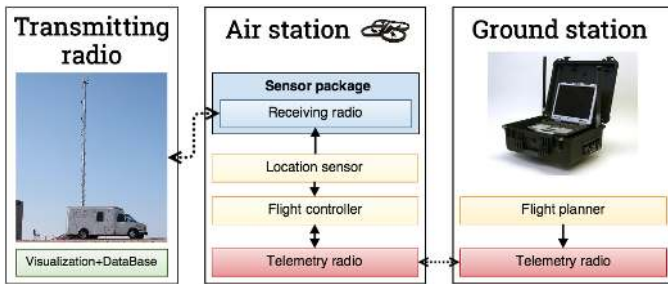 Transmitting
radio
Visualization+DataBase
Air station
Sensor package
Receiving radio
Location sensor
Flight controller
Telemetry radio
Ground station
Flight planner
Telemetry radio